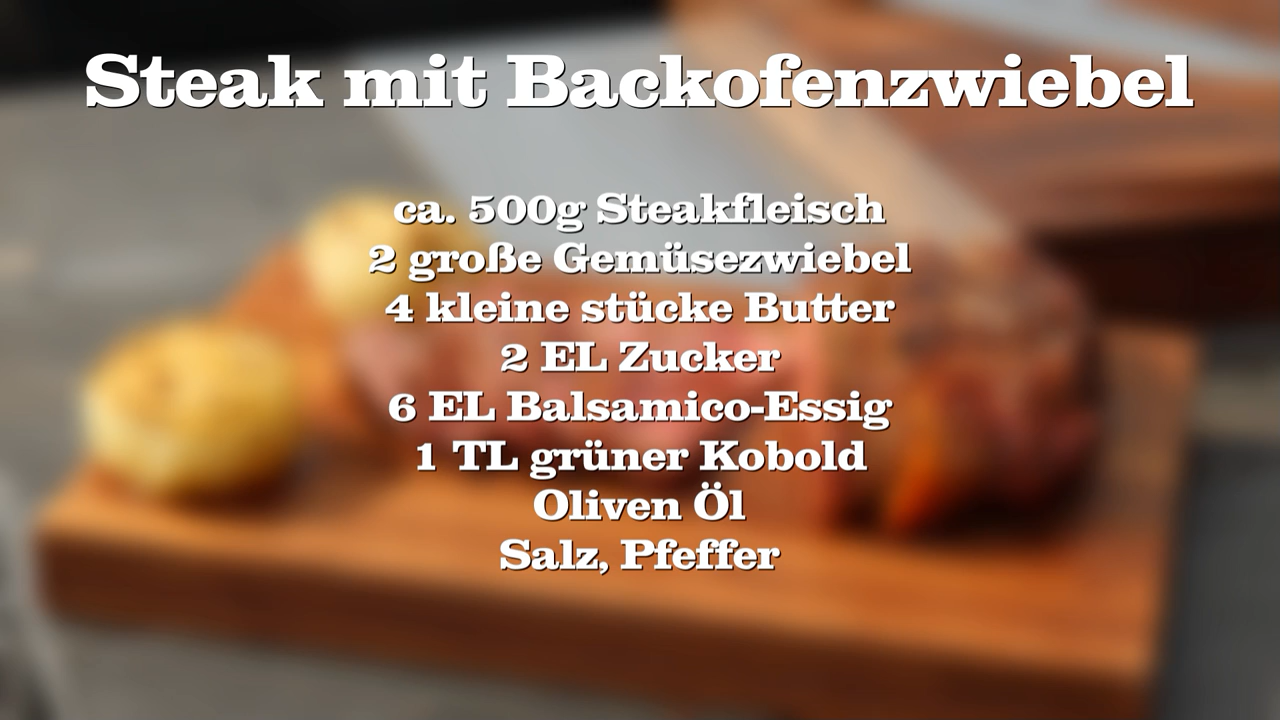 Steak mit Backofenzwiebel
ca. 500g Steakfleisch
2 große Gemüsezwiebel
4 kleine stücke Butter
2 EL Zucker
6 EL Balsamico-Essig
1 TL grüner Kobold
Oliven Öl
Salz, Pfeffer